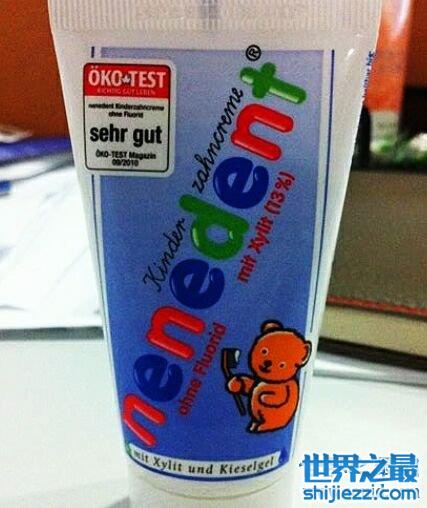 ÖKO-TEST
RICHTIG GUT LEBEN
nenedent Kinderzahncreme
ohne Fluorid
sehr gut
ÖKO-TEST Magazin
09/2010
Kinder zahncreme
nenedent®
ohne Fluorid mit Xylit (13%)
mit Xylit und Kieselgel
世界之最
shijiezzl.com